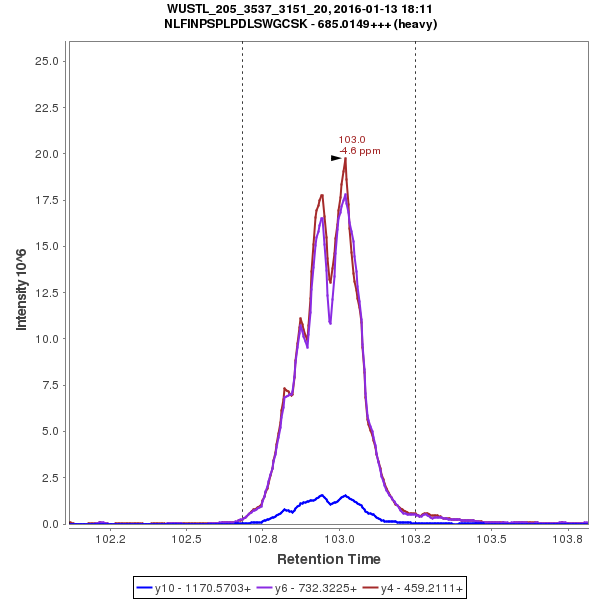 WUSTL_205_3537_3151_20, 2016-01-13 18:11
NLFINPSPLPDLSWGCSK - 685.0149+++ (heavy)
25.0
22.5
20.0
17.5
15.0
12.5
10.0
7.5
5.0
2.5
0.0
Intensity 10^6
103.0
-4.6 ppm
102.2
102.5
102.8
103.0
103.2
103.5
103.8
Retention Time
y10 - 1170.5703+
y6 - 732.3225+
y4 - 459.2111+